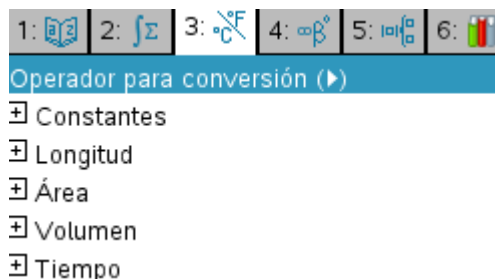 1: 2: ∫Σ 3: °C°F 4: ∞β° 5: 6:
Operador para conversión (▶)
Constantes
Longitud
Área
Volumen
Tiempo